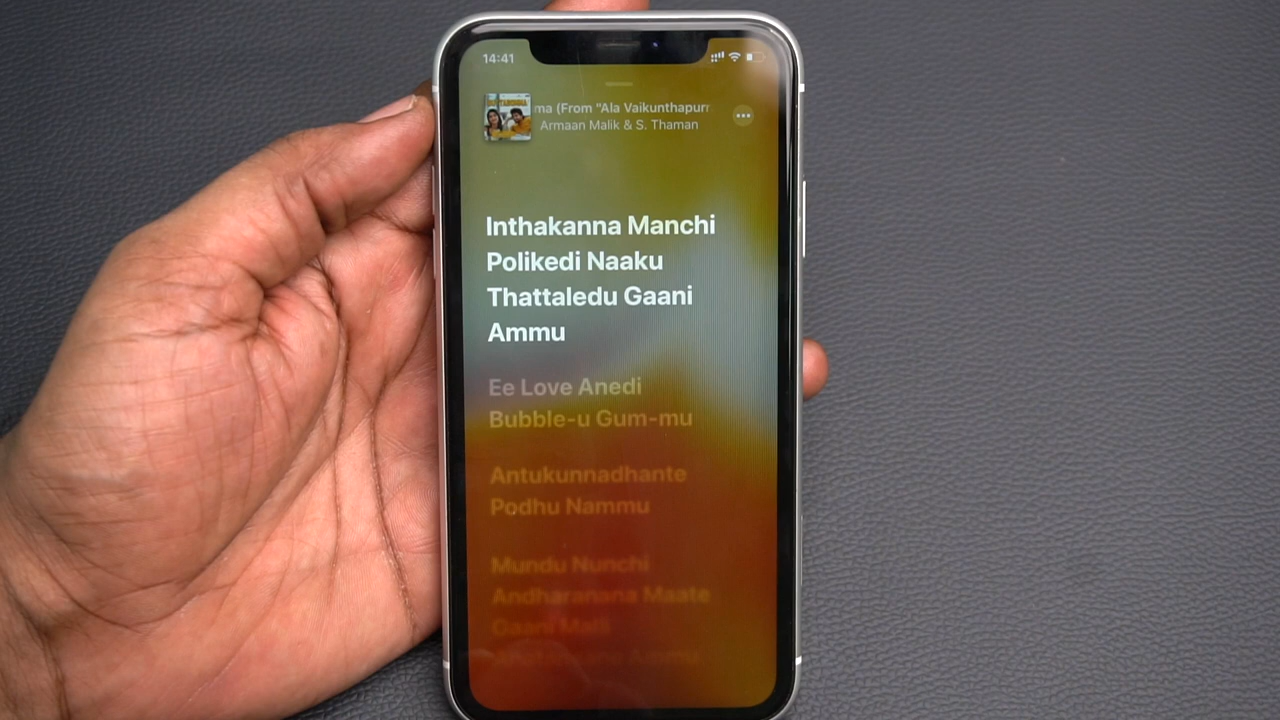 14:41
ma (From "Ala Vaikunthapurr
Armaan Malik & S. Thaman
Inthakanna Manchi
Polikedi Naaku
Thattaledu Gaani
Ammu
Ee Love Anedi
Bubble-u Gum-mu
Antukunnadhante
Podhu Nammu
Mundu Nunchi
Andharanana Maate
Gaani Malli